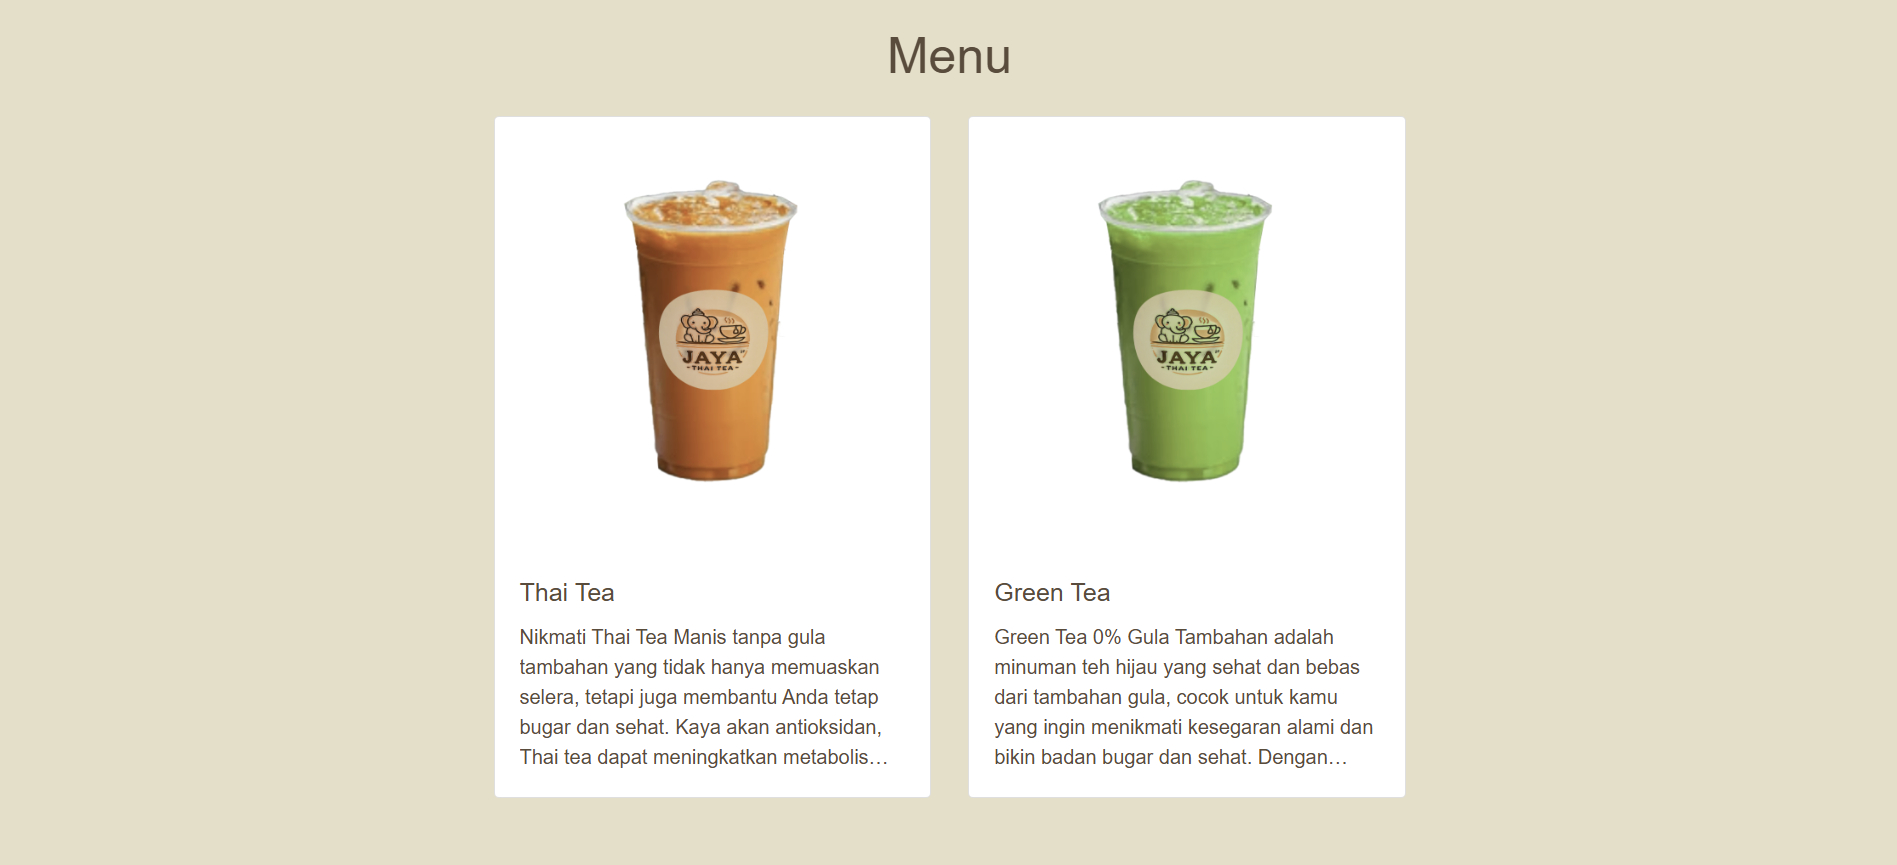 Menu
JAYA
-THAI TEA-
JAYA
-THAI TEA-
Thai Tea
Nikmati Thai Tea Manis tanpa gula
tambahan yang tidak hanya memuaskan
selera, tetapi juga membantu Anda tetap
bugar dan sehat. Kaya akan antioksidan,
Thai tea dapat meningkatkan metabolis…
Green Tea
Green Tea 0% Gula Tambahan adalah
minuman teh hijau yang sehat dan bebas
dari tambahan gula, cocok untuk kamu
yang ingin menikmati kesegaran alami dan
bikin badan bugar dan sehat. Dengan…